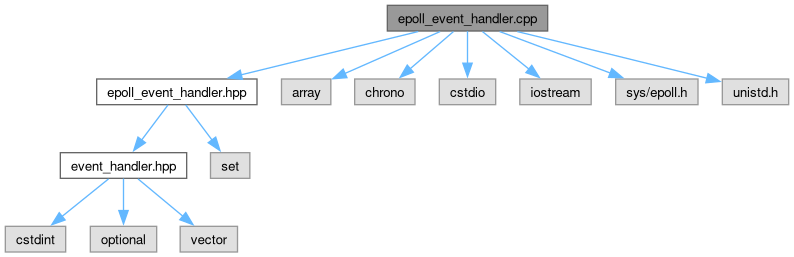 epoll_event_handler.cpp
epoll_event_handler.hpp
array
chrono
cstdio
iostream
sys/epoll.h
unistd.h
event_handler.hpp
set
cstdint
optional
vector